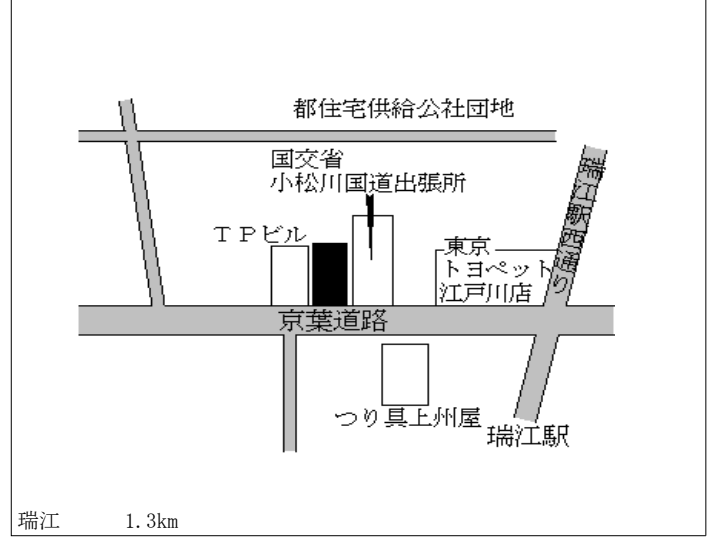 都住宅供給公社団地
国交省
小松川国道出張所
ＴＰビル
東京
トヨペット
江戸川店
瑞江駅西通り
京葉道路
つり具上州屋
瑞江駅
瑞江 1.3km